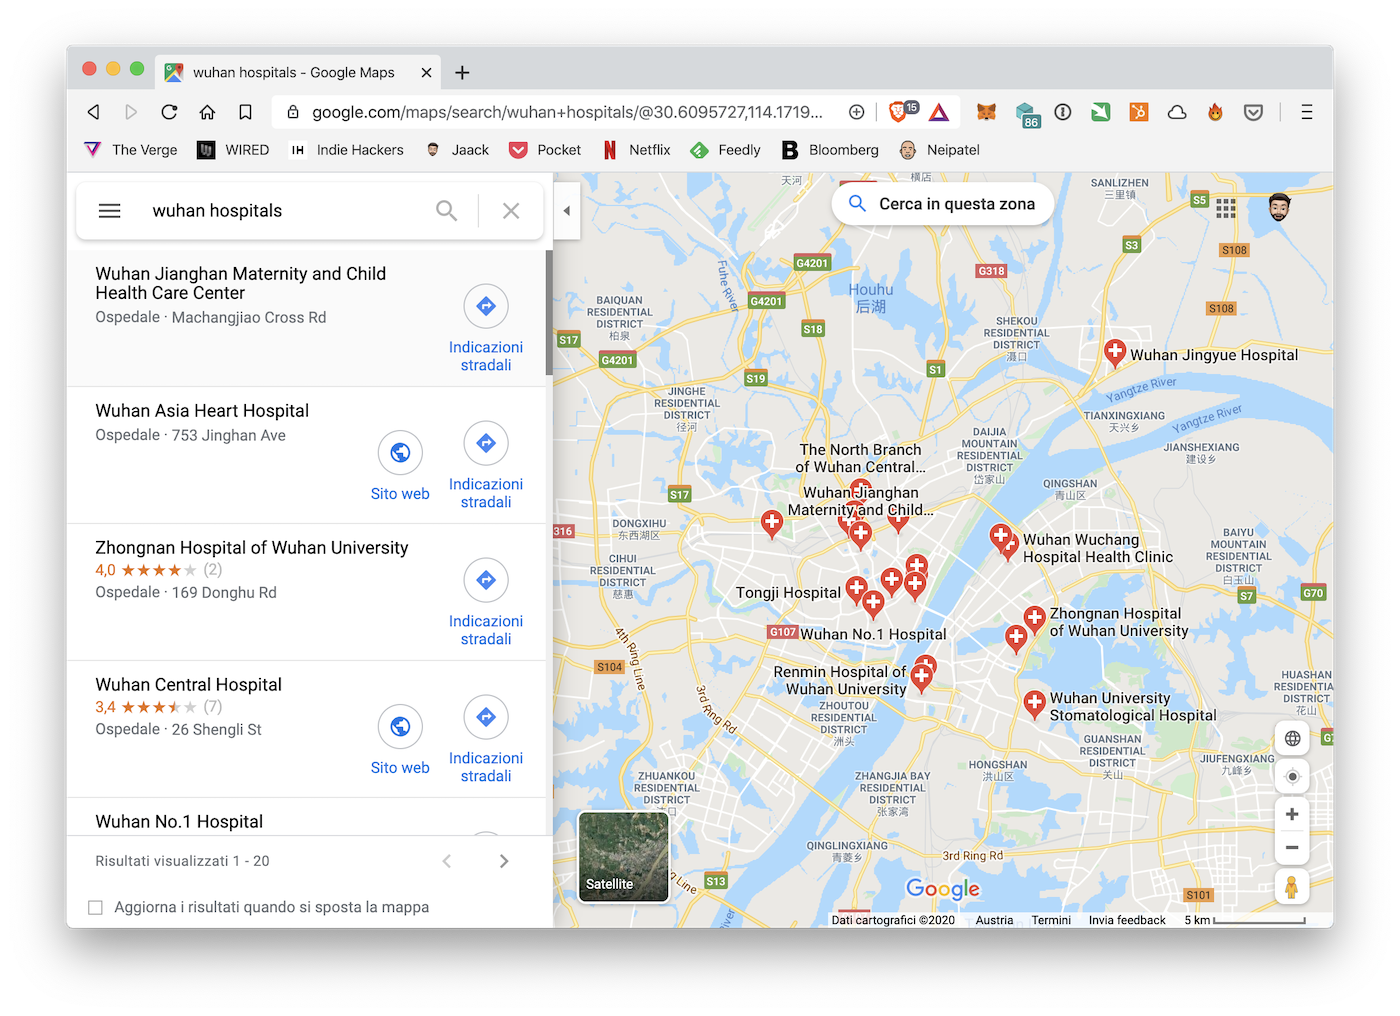 wuhan hospitals - Google Maps
google.com/maps/search/wuhan+hospitals/@30.6095727,114.1719...
15
86
The Verge
WIRED
IH
Indie Hackers
Jaack
Pocket
Netflix
Feedly
B
Bloomberg
Neipatel
wuhan hospitals
Wuhan Jianghan Maternity and Child
Health Care Center
Ospedale · Machangjiao Cross Rd
Indicazioni
stradali
Wuhan Asia Heart Hospital
Ospedale · 753 Jinghan Ave
Sito web
Indicazioni
stradali
Zhongnan Hospital of Wuhan University
4,0 (2)
Ospedale · 169 Donghu Rd
Indicazioni
stradali
Wuhan Central Hospital
3,4 (7)
Ospedale · 26 Shengli St
Sito web
Indicazioni
stradali
Wuhan No.1 Hospital
Risultati visualizzati 1 - 20
Aggiorna i risultati quando si sposta la mappa
天河
横店
Cerca in questa zona
SANLIZHEN
三里镇
S5
S3
S108
G4201
G318
Fuhe River
Houhu
后湖
G4201
BAIQUAN
RESIDENTIAL
DISTRICT
柏泉
S108
S18
SHEKOU
RESIDENTIAL
DISTRICT
滠口
S17
G4201
S1
S19
Wuhan Jingyue Hospital
JINGHE
RESIDENTIAL
DISTRICT
径河
Yangtze River
Yangtze River
TIANXINGXIANG
天兴乡
DAIJIA
MOUNTAIN
RESIDENTIAL
DISTRICT
岱家山
JIANSHEXIANG
建设乡
The North Branch
of Wuhan Central...
QINGSHAN
青山区
S17
Wuhan Jianghan
Maternity and Child...
316
DONGXIHU
东西湖区
BAIYU
MOUNTAIN
RESIDENTIAL
DISTRICT
白玉山
Wuhan Wuchang
Hospital Health Clinic
CIHUI
RESIDENTIAL
DISTRICT
慈惠
Tongji Hospital
S7
G70
Zhongnan Hospital
of Wuhan University
G107
Wuhan No.1 Hospital
4th Ring Line
S104
Renmin Hospital of
Wuhan University
HUASHAN
RESIDENTIAL
DISTRICT
花山
3rd Ring Rd
Wuhan University
Stomatological Hospital
ZHOUTOU
RESIDENTIAL
DISTRICT
洲头
GUANSHAN
RESIDENTIAL
DISTRICT
关山
JIUFENGXIANG
九峰乡
HONGSHAN
洪山区
ZHUANKOU
RESIDENTIAL
DISTRICT
ZHANGJIA BAY
RESIDENTIAL
DISTRICT
张家湾
QINGLINGXIANG
青菱乡
3rd Ring Rd
Satellite
Line
S13
Google
S101
Dati cartografici ©2020
Austria
Termini
Invia feedback
5 km